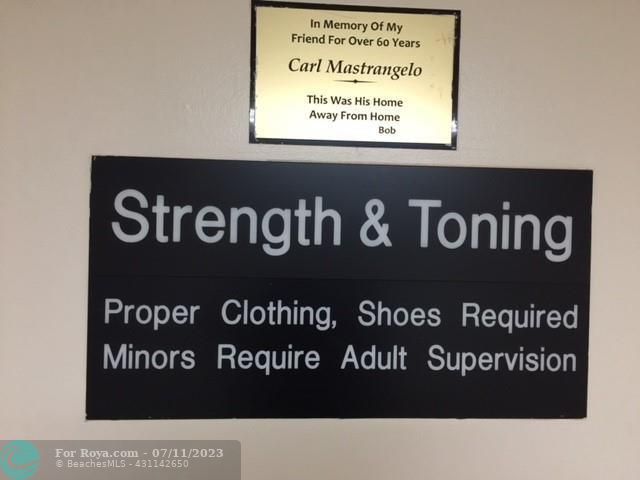 In Memory Of My
Friend For Over 60 Years
Carl Mastrangelo
This Was His Home
Away From Home
Bob
Strength & Toning
Proper Clothing, Shoes Required
Minors Require Adult Supervision
For Roya.com - 07/11/2023
© BeachesMLS - 431142650